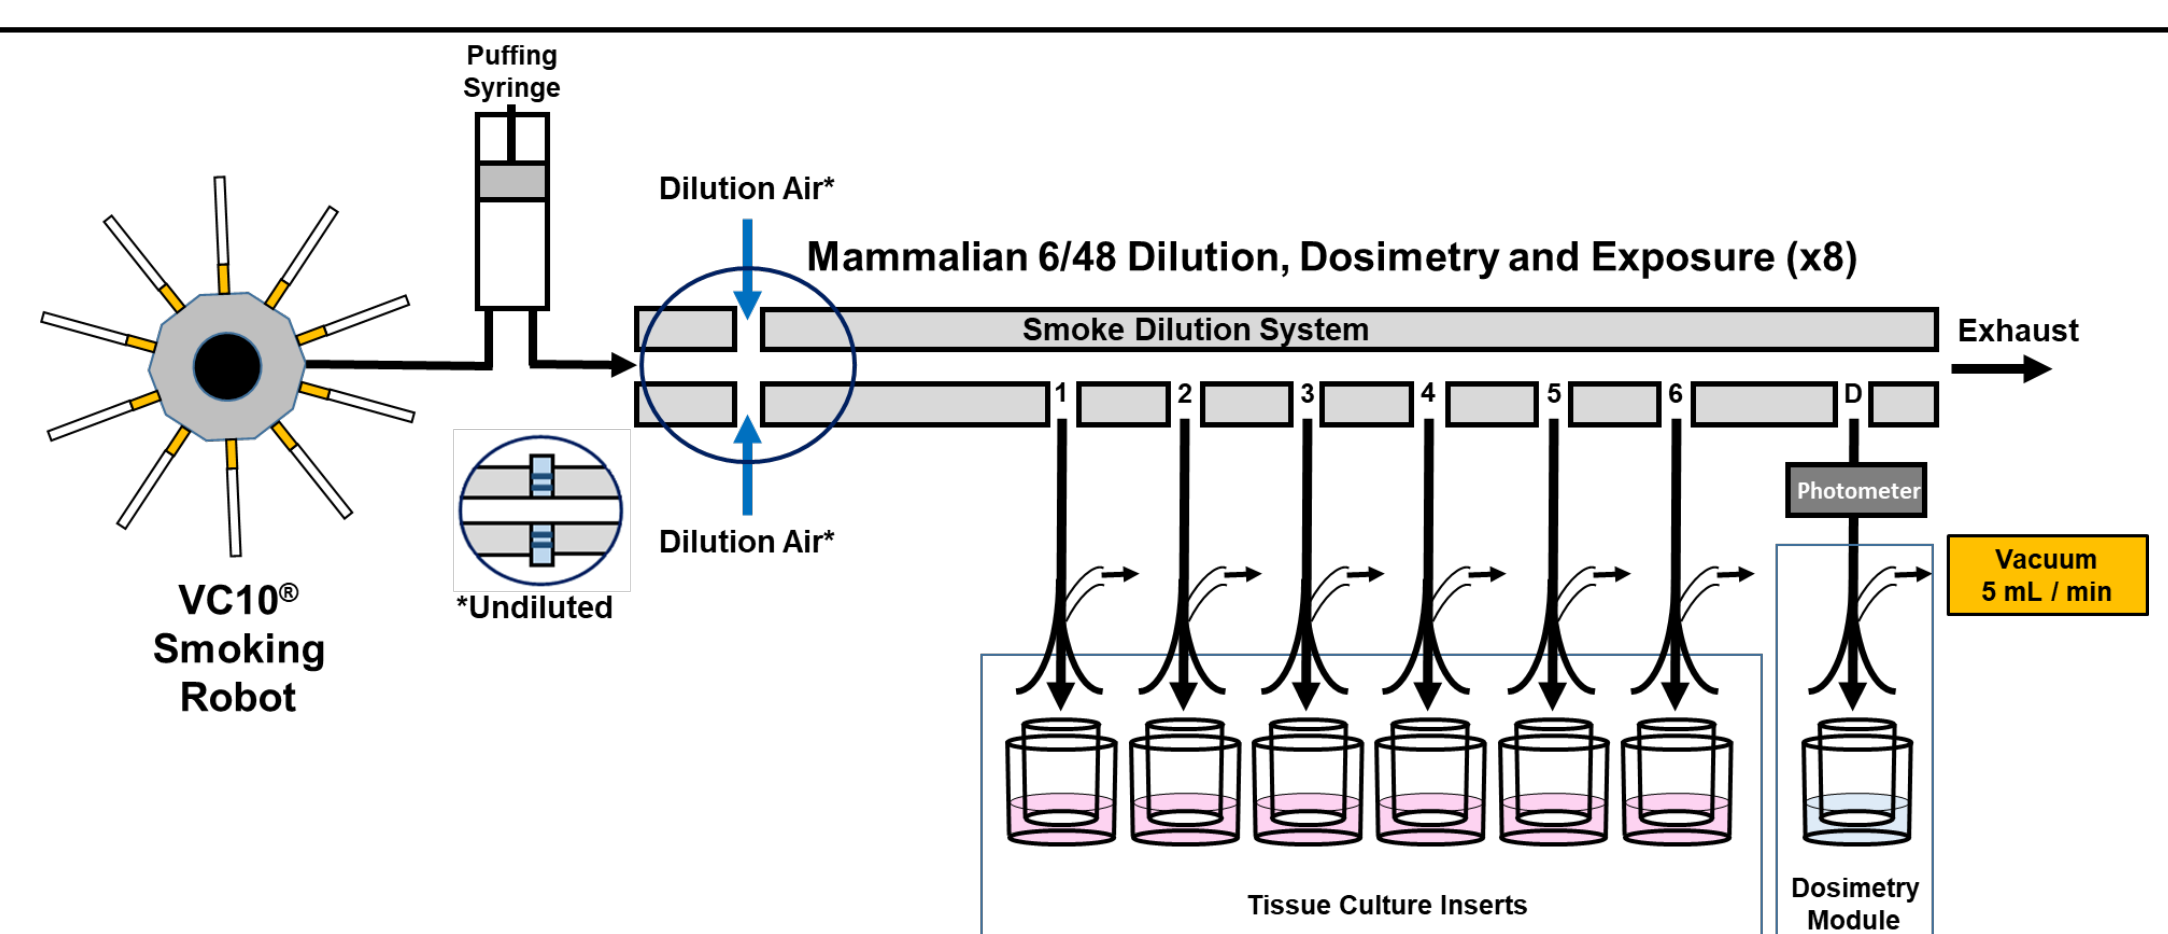 Puffing
Syringe
Dilution Air*
Mammalian 6/48 Dilution, Dosimetry and Exposure (x8)
Smoke Dilution System
Exhaust
1 2 3 4 5 6 D
Photometer
Dilution Air*
Vacuum
5 mL / min
*Undiluted
VC10®
Smoking
Robot
Tissue Culture Inserts
Dosimetry
Module